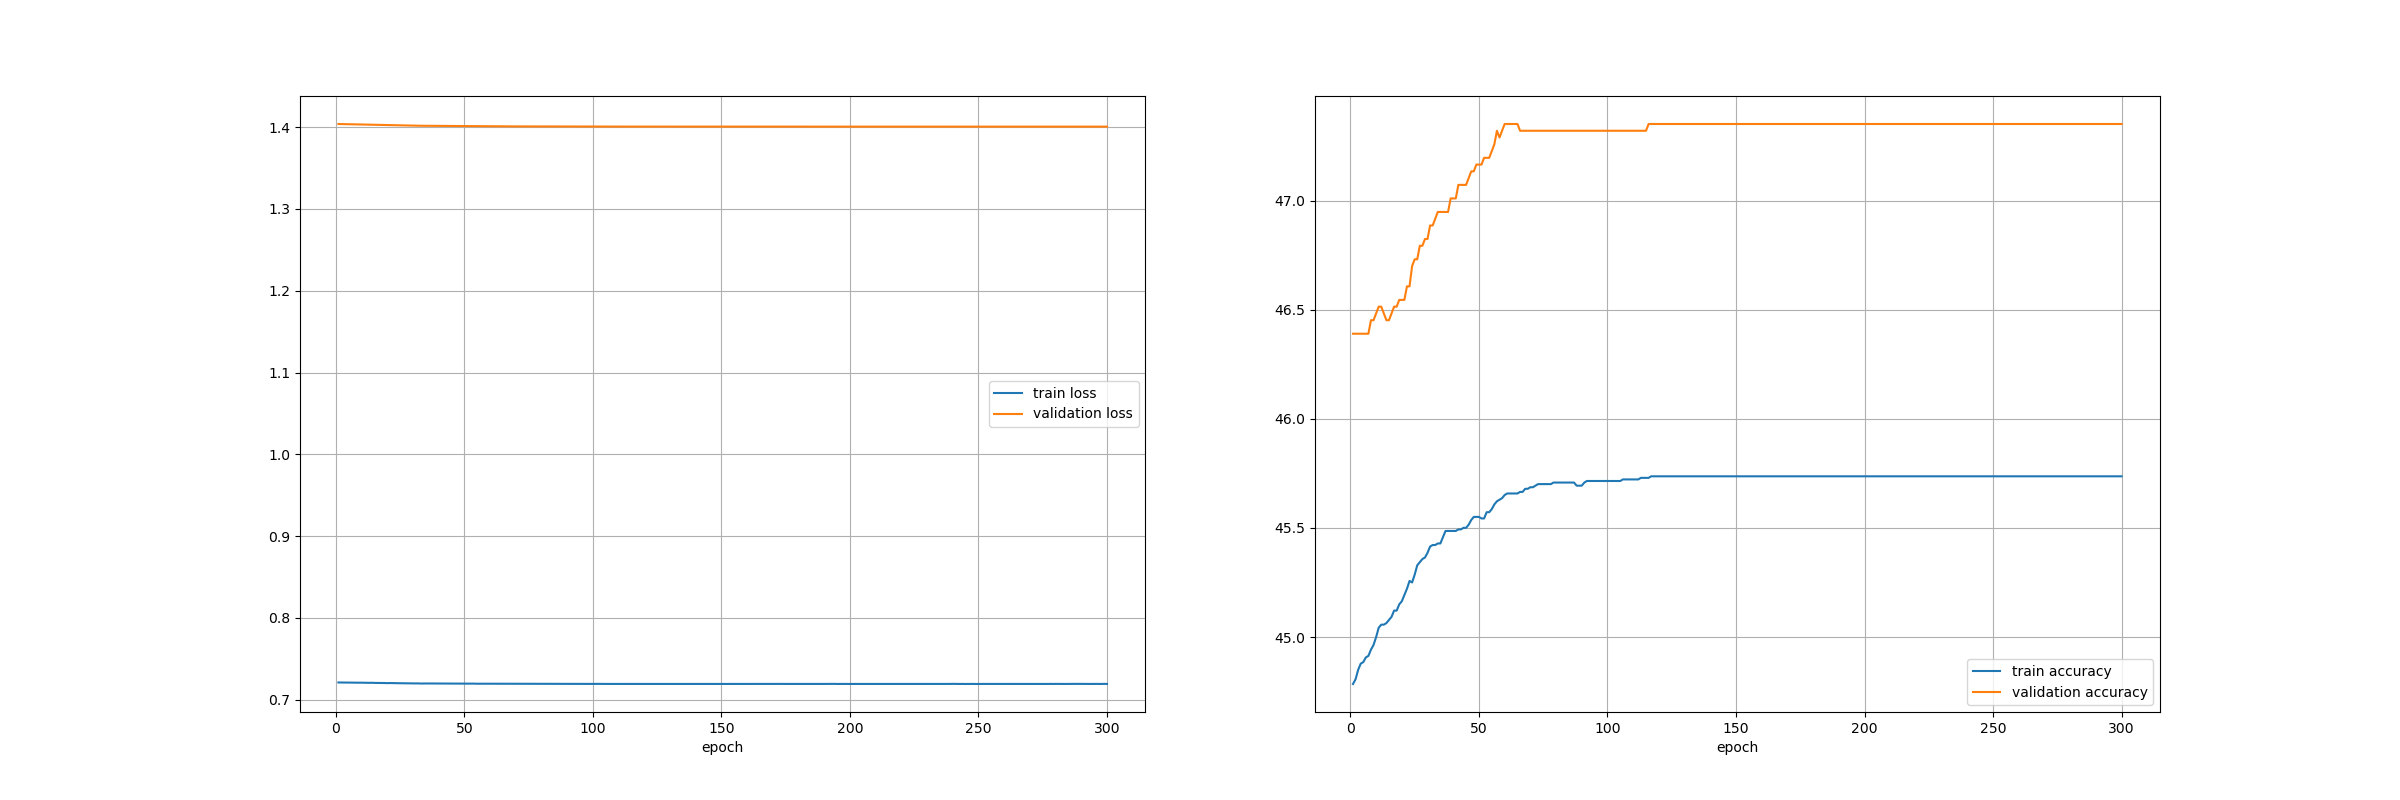 1.4
1.3
1.2
1.1
1.0
0.9
0.8
0.7
0 50 100 150 200 250 300
epoch
train loss
validation loss
47.0
46.5
46.0
45.5
45.0
0 50 100 150 200 250 300
epoch
train accuracy
validation accuracy